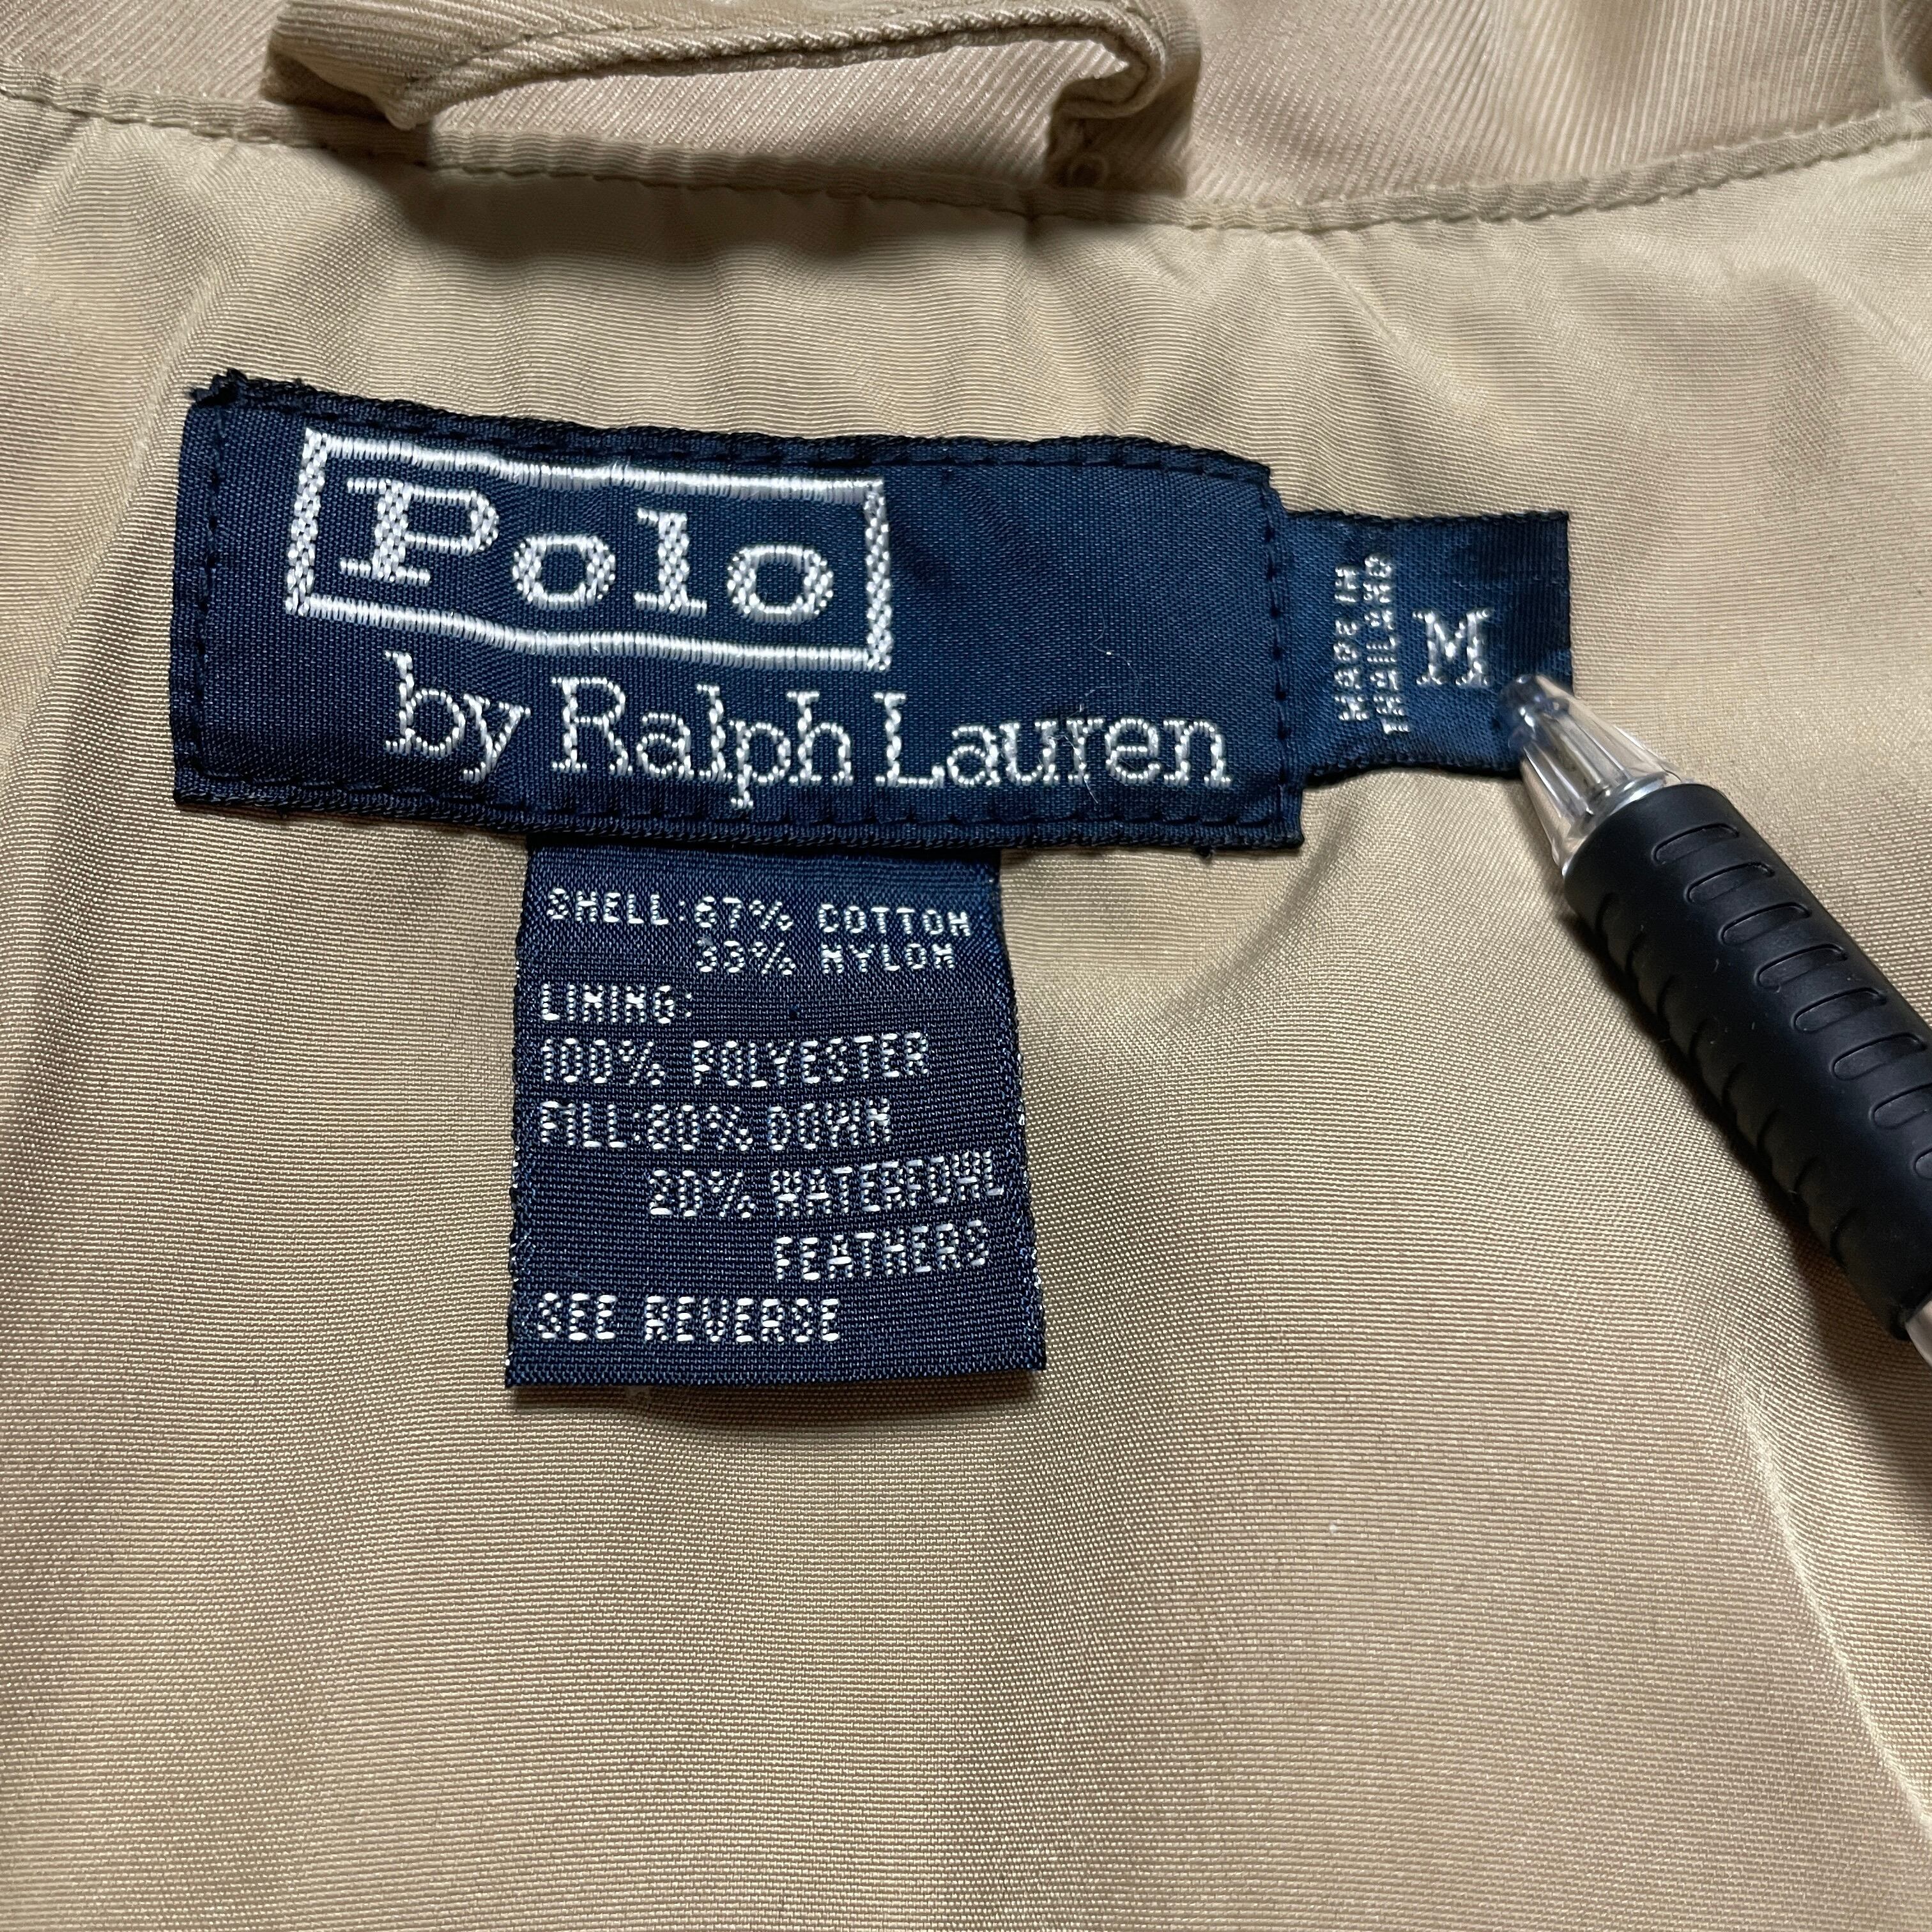 Polo
by Ralph Lauren
MADE IN
THAILAND
M
SHELL:67% COTTON
33% NYLON
LINING:
100% POLYESTER
FILL:80% DOWN
20% WATERFOWL
FEATHERS
SEE REVERSE